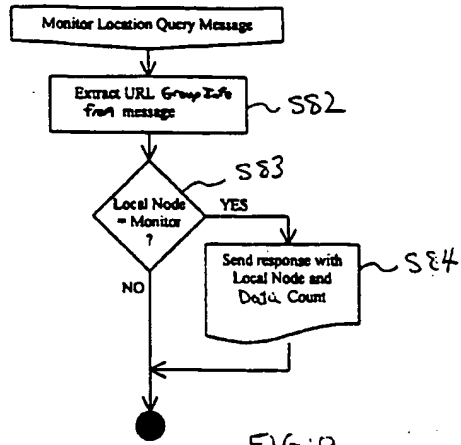 Monitor Location Query Message
Extract URL Group Info
from message
S82
S83
Local Node
= Monitor
?
YES
NO
Send response with
Local Node and
Data Count
S84